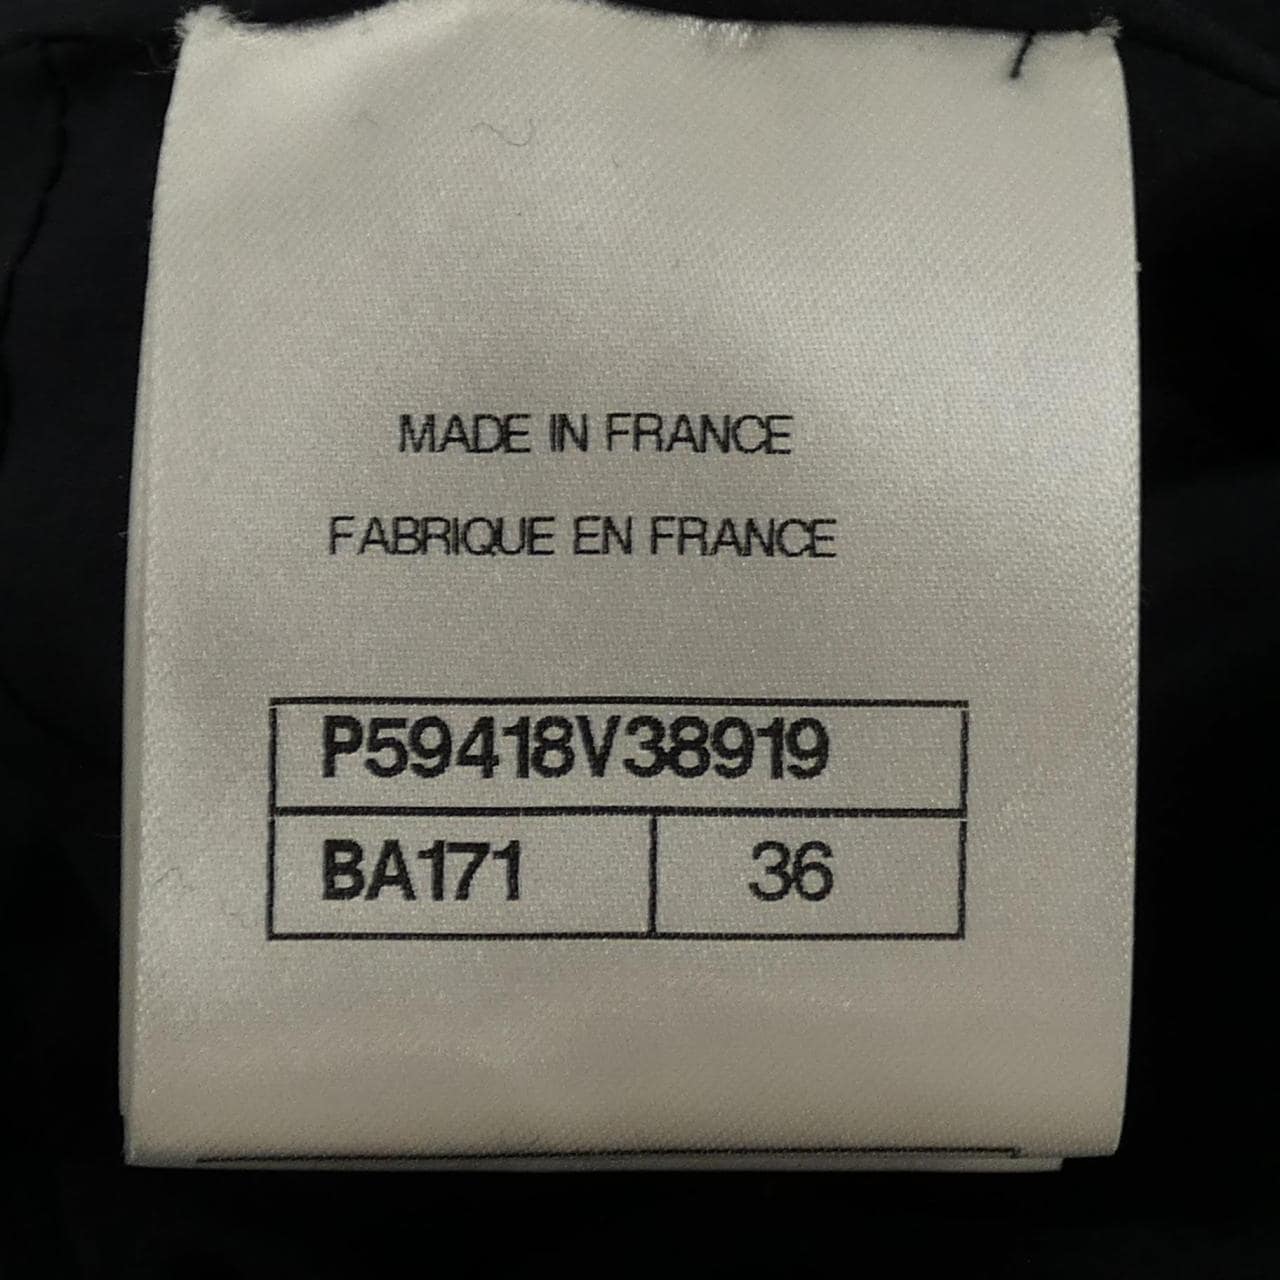 MADE IN FRANCE
FABRIQUE EN FRANCE
P59418V38919
BA171 36